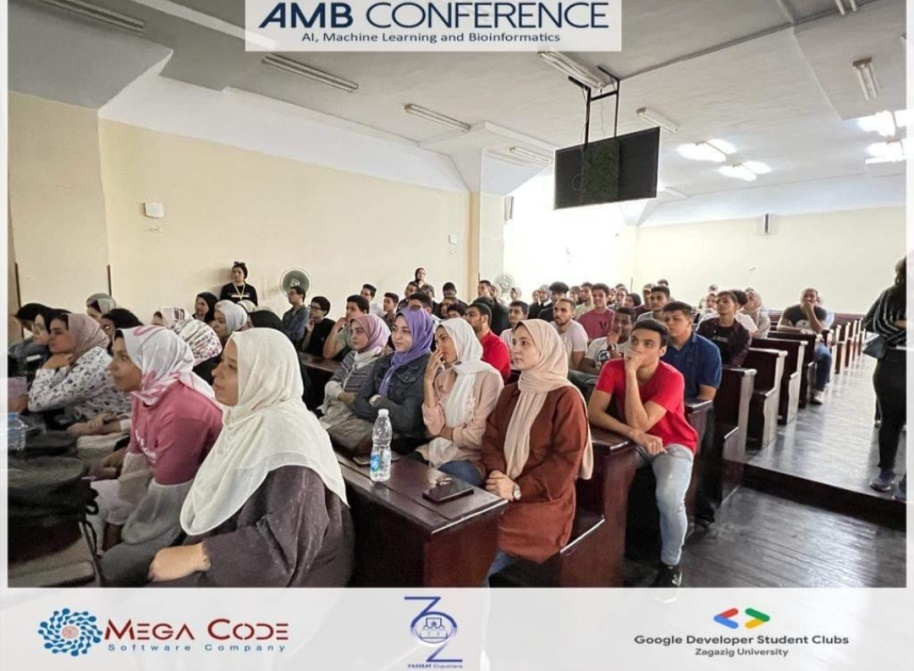 AMB CONFERENCE
AI, Machine Learning and Bioinformatics
MEGA CODE
Software Company
Google Developer Student Clubs
Zagazig University